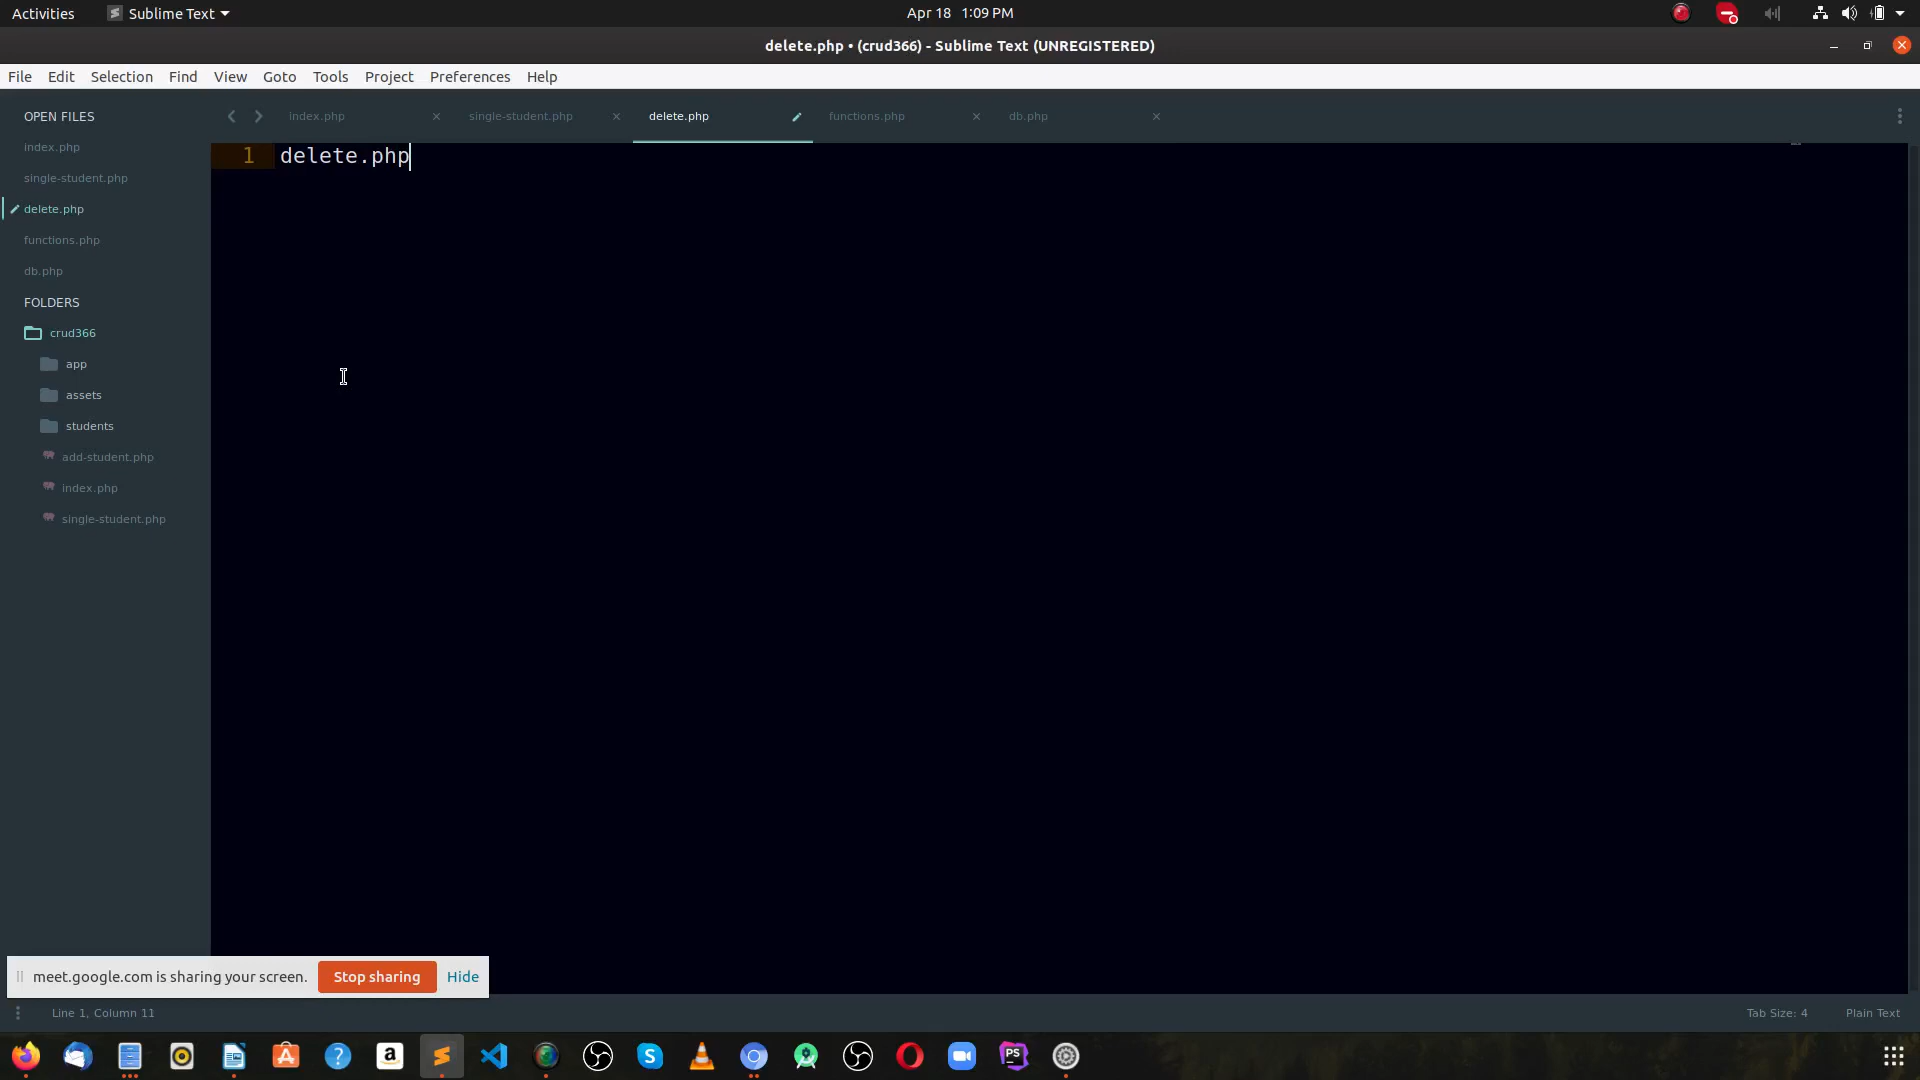 Activities Sublime Text Apr 18 1:09 PM
delete.php • (crud366) - Sublime Text (UNREGISTERED)
File Edit Selection Find View Goto Tools Project Preferences Help
OPEN FILES
index.php
single-student.php
delete.php
functions.php
db.php
FOLDERS
crud366
app
assets
students
add-student.php
index.php
single-student.php
index.php single-student.php delete.php functions.php db.php
1 delete.php
meet.google.com is sharing your screen. Stop sharing Hide
Line 1, Column 11 Tab Size: 4 Plain Text
PS